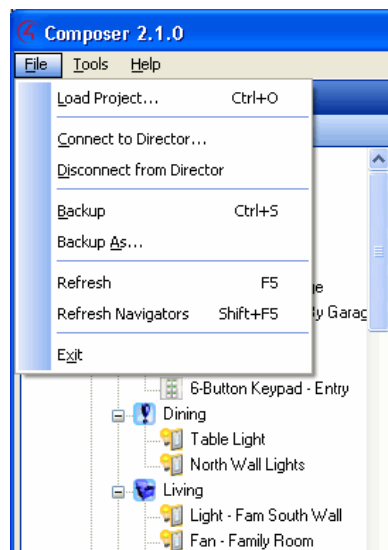 Composer 2.1.0
File Tools Help
Load Project... Ctrl+O
Connect to Director...
Disconnect from Director
Backup Ctrl+S
Backup As...
Refresh F5
Refresh Navigators Shift+F5
By Garag
Exit
6-Button Keypad - Entry
Dining
Table Light
North Wall Lights
Living
Light - Fam South Wall
Fan - Family Room